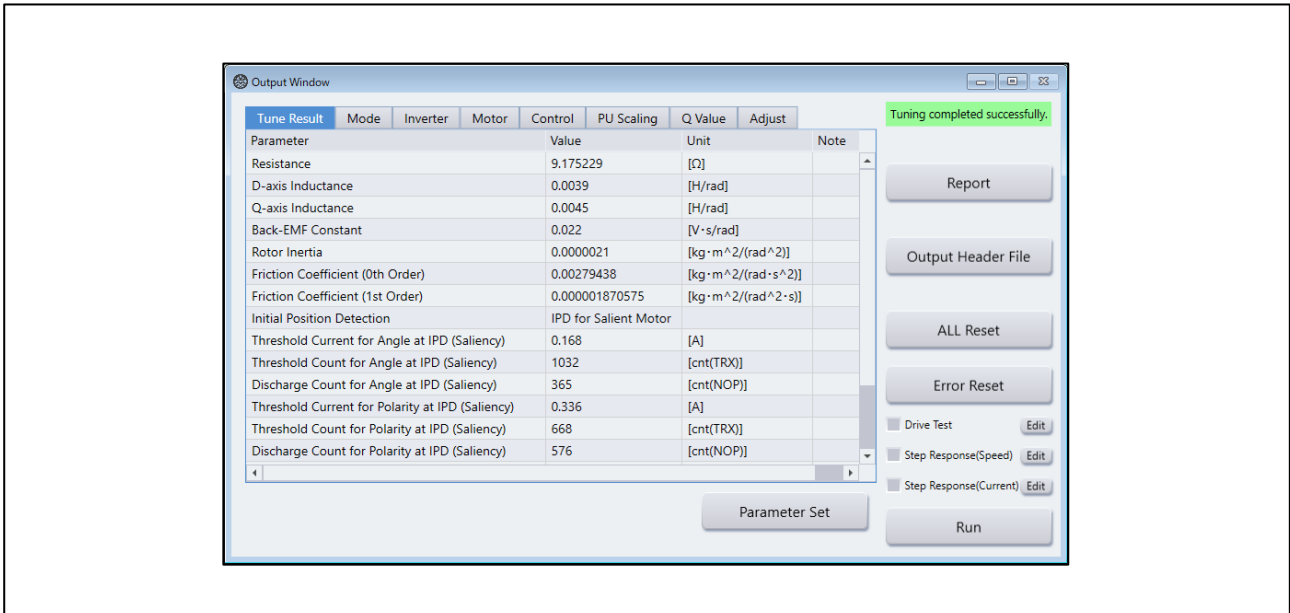 Output Window
Tune Result Mode Inverter Motor Control PU Scaling Q Value Adjust
Parameter Value Unit Note
Resistance 9.175229 [Ω]
D-axis Inductance 0.0039 [H/rad]
Q-axis Inductance 0.0045 [H/rad]
Back-EMF Constant 0.022 [V·s/rad]
Rotor Inertia 0.0000021 [kg·m^2/(rad^2)]
Friction Coefficient (0th Order) 0.00279438 [kg·m^2/(rad·s^2)]
Friction Coefficient (1st Order) 0.000001870575 [kg·m^2/(rad^2·s)]
Initial Position Detection IPD for Salient Motor
Threshold Current for Angle at IPD (Saliency) 0.168 [A]
Threshold Count for Angle at IPD (Saliency) 1032 [cnt(TRX)]
Discharge Count for Angle at IPD (Saliency) 365 [cnt(NOP)]
Threshold Current for Polarity at IPD (Saliency) 0.336 [A]
Threshold Count for Polarity at IPD (Saliency) 668 [cnt(TRX)]
Discharge Count for Polarity at IPD (Saliency) 576 [cnt(NOP)]
Parameter Set
Tuning completed successfully.
Report
Output Header File
ALL Reset
Error Reset
Drive Test Edit
Step Response(Speed) Edit
Step Response(Current) Edit
Run